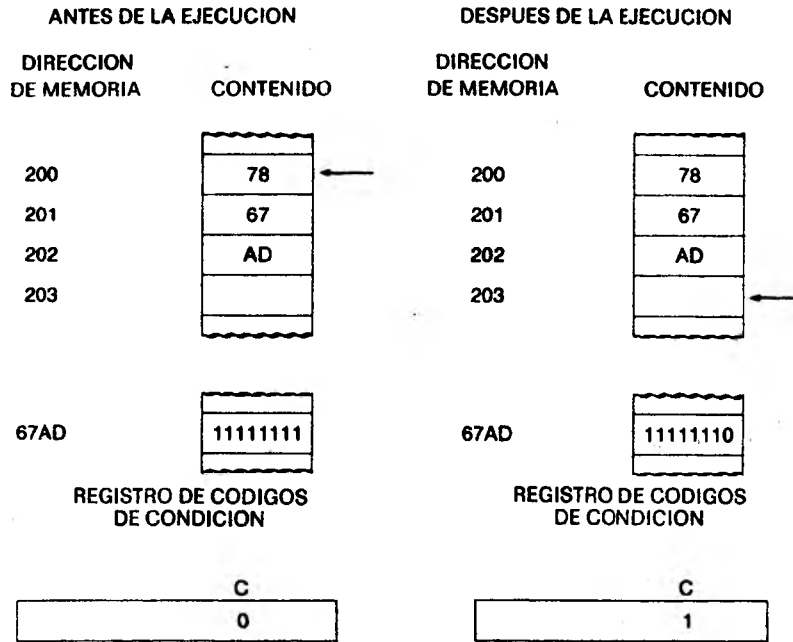 ANTES DE LA EJECUCION
DIRECCION
DE MEMORIA CONTENIDO
200 78
201 67
202 AD
203
67AD 11111111
REGISTRO DE CODIGOS
DE CONDICION
C
0
DESPUES DE LA EJECUCION
DIRECCION
DE MEMORIA CONTENIDO
200 78
201 67
202 AD
203
67AD 11111110
REGISTRO DE CODIGOS
DE CONDICION
C
1